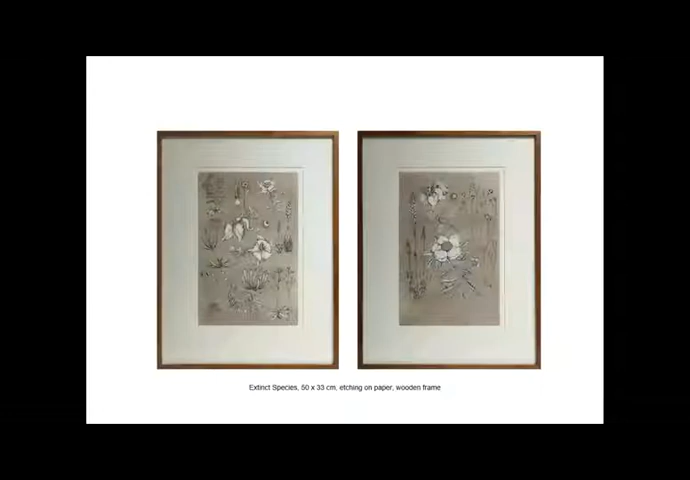 Extinct Species, 50 x 33 cm, etching on paper, wooden frame